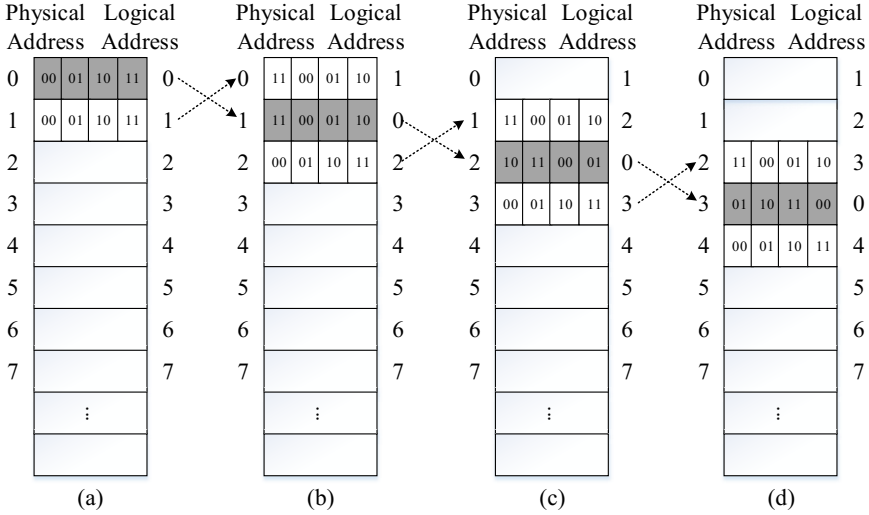 Physical Logical Physical Logical Physical Logical Physical Logical
Address Address Address Address Address Address Address Address
0 00 01 10 11 0 0 11 00 01 10 1 0 1 0 1
1 00 01 10 11 1 1 11 00 01 10 0 1 11 00 01 10 2 1 2
2 2 2 00 01 10 11 2 2 10 11 00 01 0 2 11 00 01 10 3
3 3 3 3 3 00 01 10 11 3 3 01 10 11 00 0
4 4 4 4 4 4 4 00 01 10 11 4
5 5 5 5 5 5 5 5
6 6 6 6 6 6 6 6
7 7 7 7 7 7 7 7
⋮ ⋮ ⋮ ⋮
(a) (b) (c) (d)